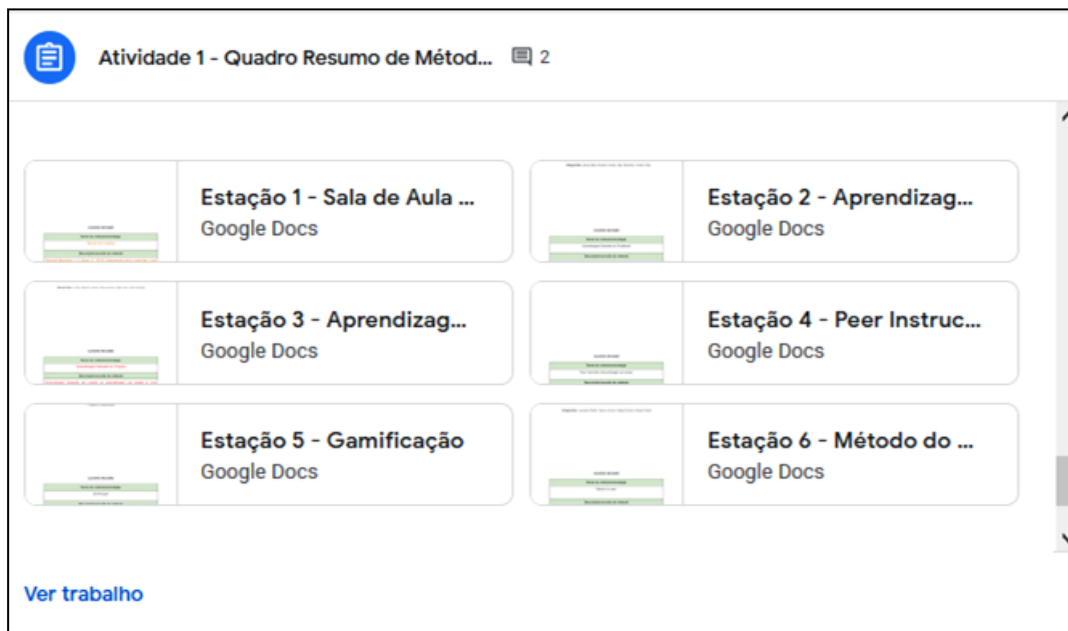 Atividade 1 - Quadro Resumo de Métod... 2
Estação 1 - Sala de Aula ...
Google Docs
Estação 2 - Aprendizag...
Google Docs
Estação 3 - Aprendizag...
Google Docs
Estação 4 - Peer Instruc...
Google Docs
Estação 5 - Gamificação
Google Docs
Estação 6 - Método do ...
Google Docs
Ver trabalho